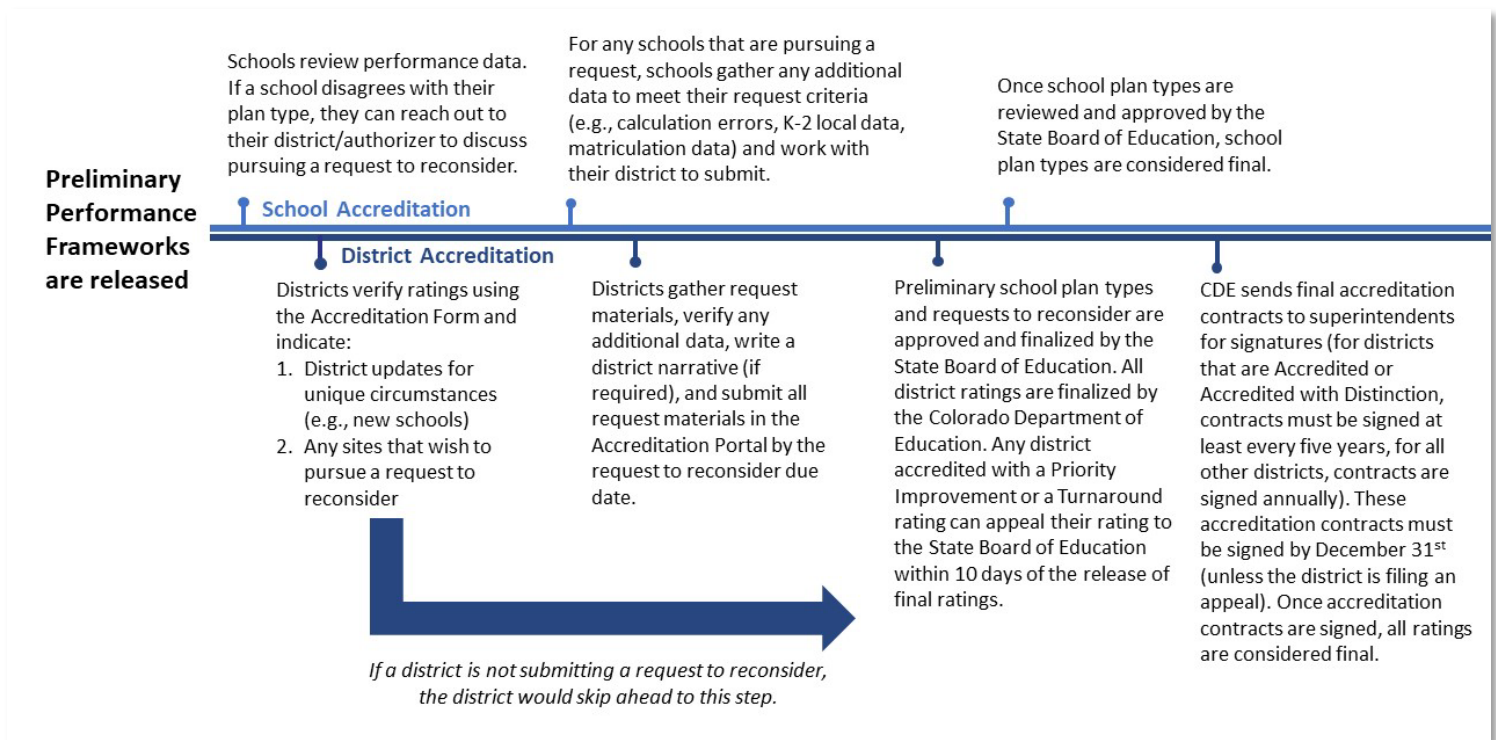 Preliminary
Performance
Frameworks
are released
Schools review performance data.
If a school disagrees with their
plan type, they can reach out to
their district/authorizer to discuss
pursuing a request to reconsider.
For any schools that are pursuing a
request, schools gather any additional
data to meet their request criteria
(e.g., calculation errors, K-2 local data,
matriculation data) and work with
their district to submit.
Once school plan types are
reviewed and approved by the
State Board of Education, school
plan types are considered final.
School Accreditation
District Accreditation
Districts verify ratings using
the Accreditation Form and
indicate:
1. District updates for
unique circumstances
(e.g., new schools)
2. Any sites that wish to
pursue a request to
reconsider
Districts gather request
materials, verify any
additional data, write a
district narrative (if
required), and submit all
request materials in the
Accreditation Portal by the
request to reconsider due
date.
Preliminary school plan types
and requests to reconsider are
approved and finalized by the
State Board of Education. All
district ratings are finalized by
the Colorado Department of
Education. Any district
accredited with a Priority
Improvement or a Turnaround
rating can appeal their rating to
the State Board of Education
within 10 days of the release of
final ratings.
CDE sends final accreditation
contracts to superintendents
for signatures (for districts
that are Accredited or
Accredited with Distinction,
contracts must be signed at
least every five years, for all
other districts, contracts are
signed annually). These
accreditation contracts must
be signed by December 31st
(unless the district is filing an
appeal). Once accreditation
contracts are signed, all ratings
are considered final.
If a district is not submitting a request to reconsider,
the district would skip ahead to this step.